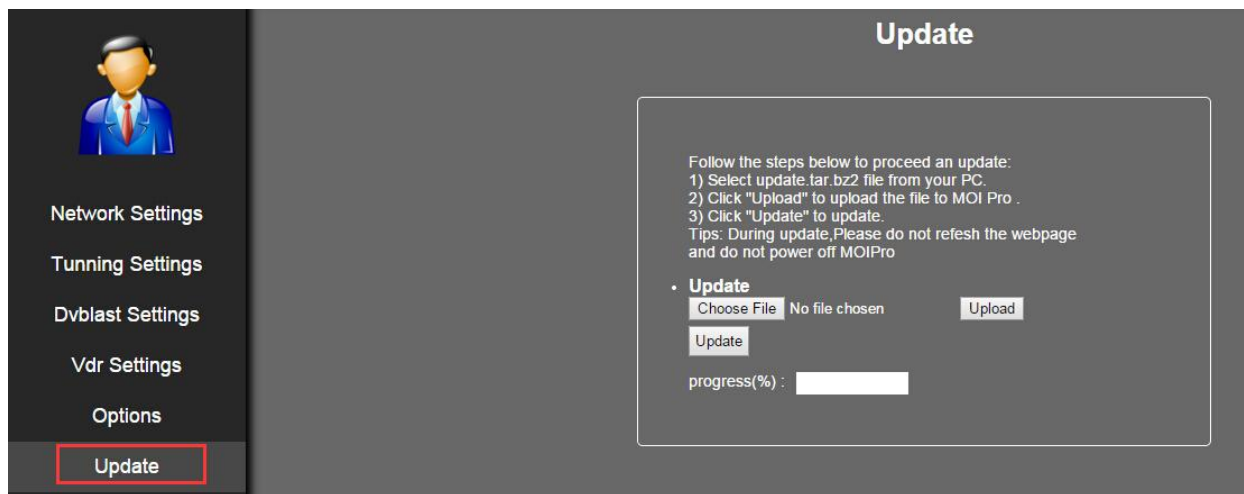 Network Settings
Tunning Settings
Dvblast Settings
Vdr Settings
Options
Update
Update
Follow the steps below to proceed an update:
1) Select update.tar.bz2 file from your PC.
2) Click "Upload" to upload the file to MOI Pro .
3) Click "Update" to update.
Tips: During update,Please do not refesh the webpage
and do not power off MOIPro
• Update
Choose File No file chosen Upload
Update
progress(%) :